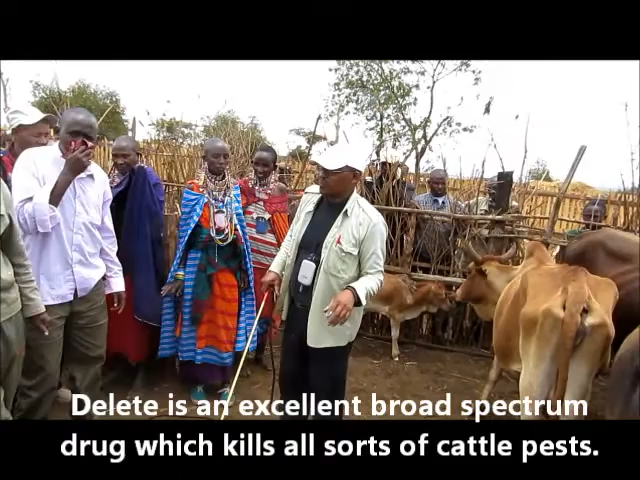 Delete is an excellent broad spectrum
drug which kills all sorts of cattle pests.